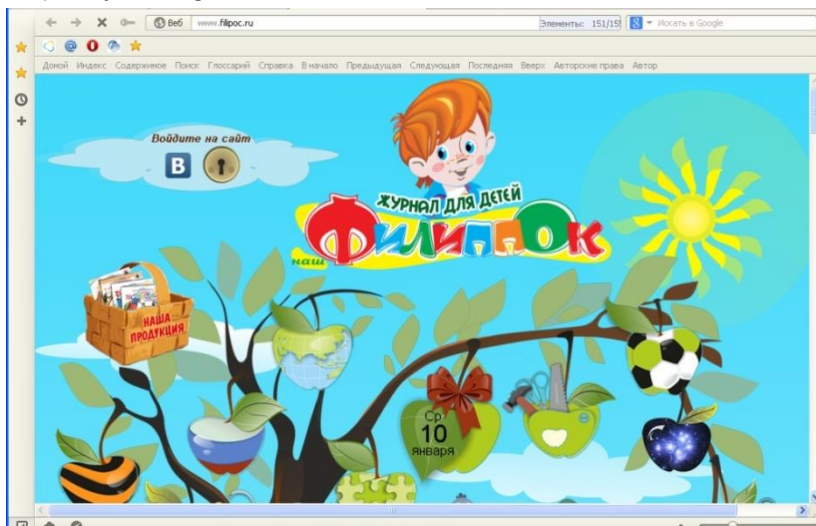 Веб www.filipoc.ru Элементы: 151/15 Искать в Google
Домой Индекс Содержимое Поиск Глоссарий Справка В начало Предыдущая Следующая Последняя Вверх Авторские права Автор
Войдите на сайт
В
ЖУРНАЛ ДЛЯ ДЕТЕЙ
наш ФИЛИППОК
НАША
ПРОДУКЦИЯ
Ср
10
января